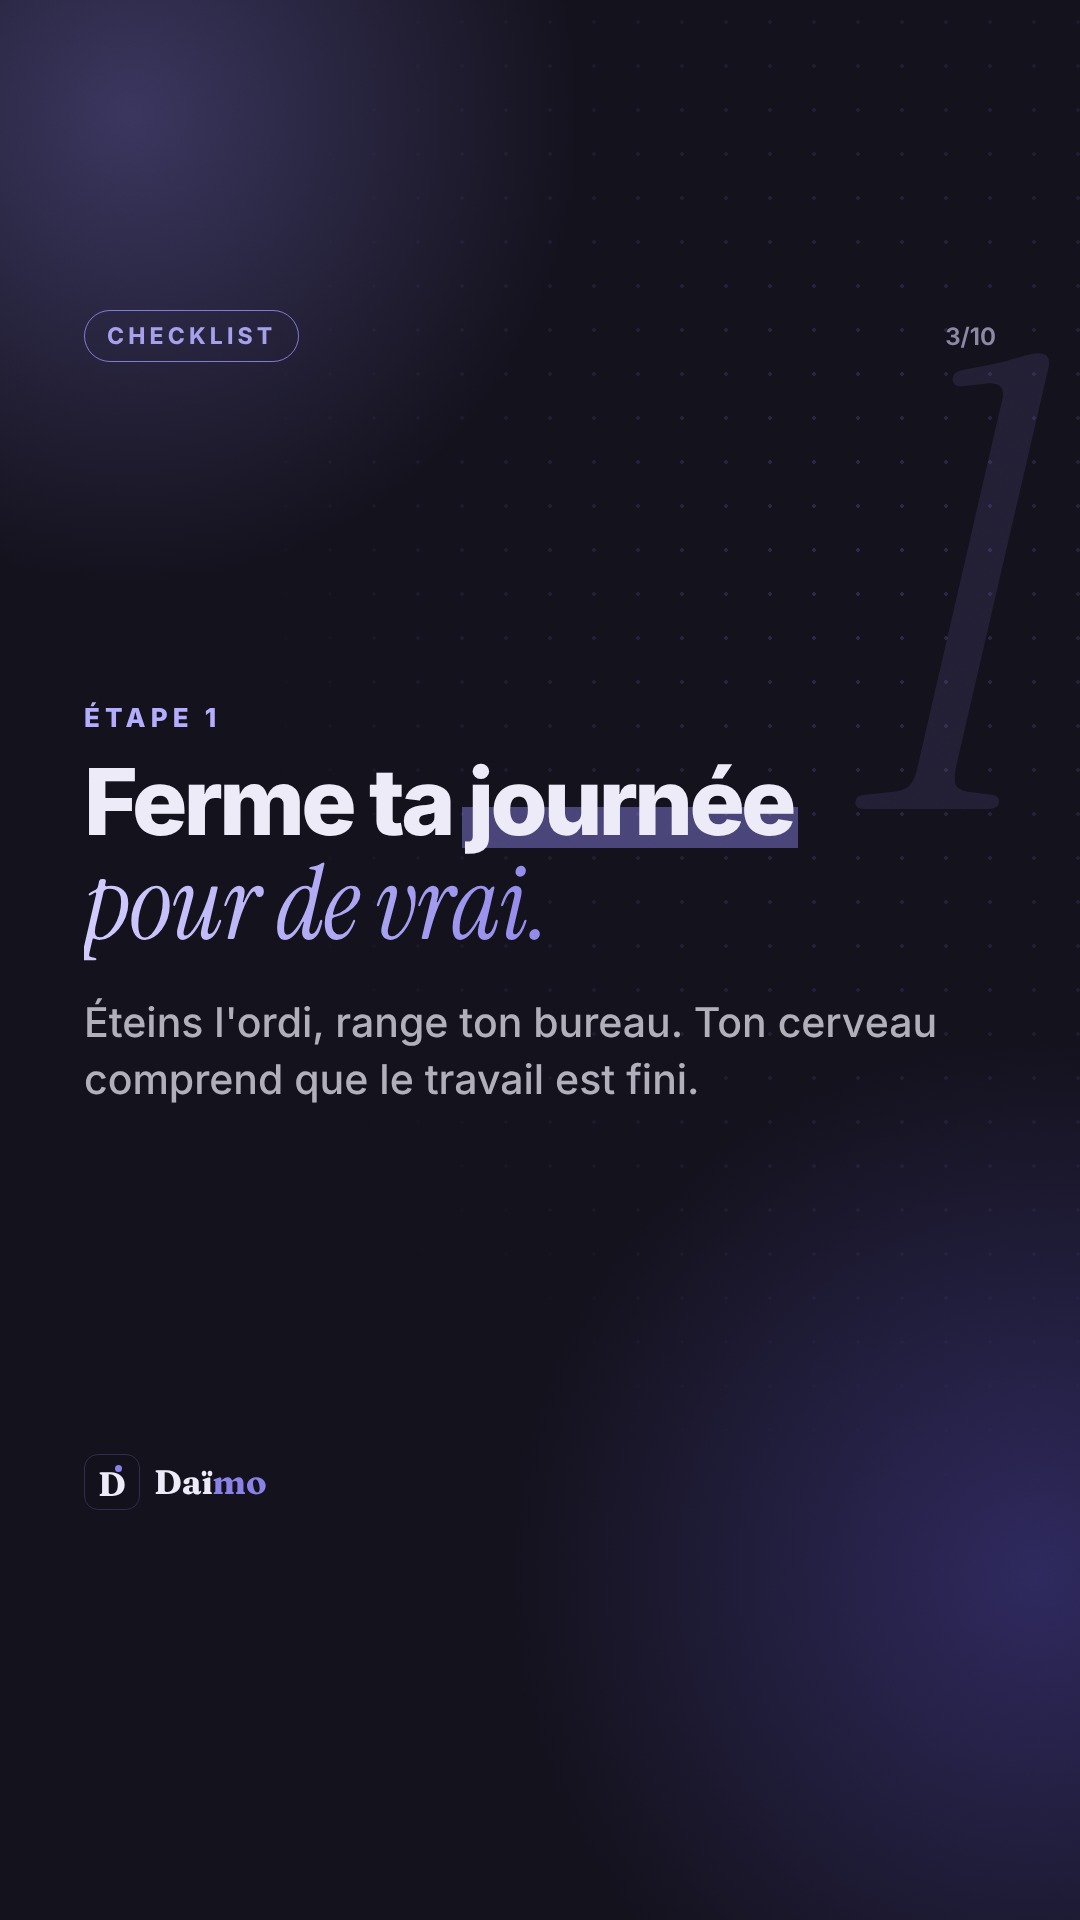 CHECKLIST
3/10
1
ÉTAPE 1
Ferme ta journée
pour de vrai.
Éteins l'ordi, range ton bureau. Ton cerveau
comprend que le travail est fini.
D Daïmo